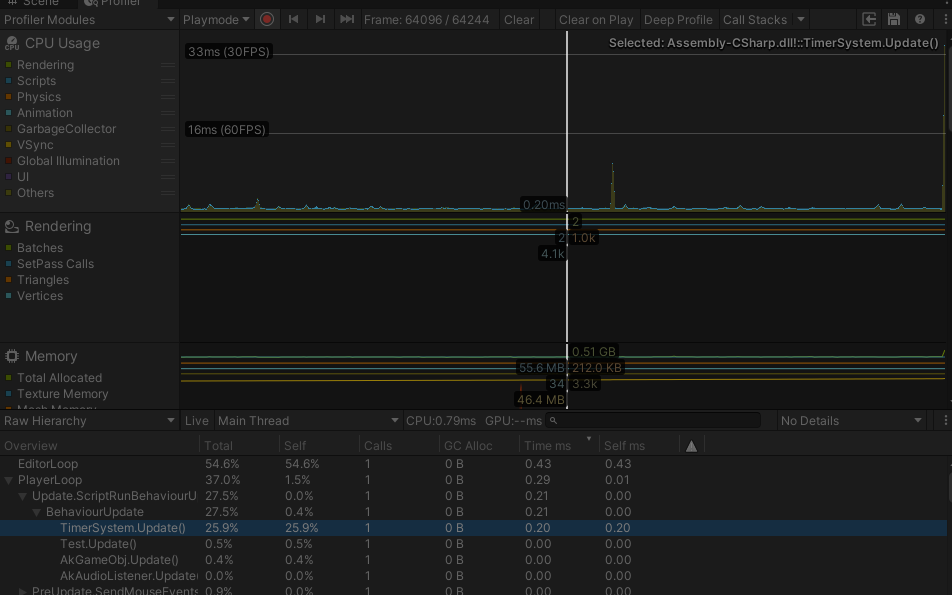 Scene Profiler
Profiler Modules Playmode Frame: 64096 / 64244 Clear Clear on Play Deep Profile Call Stacks
CPU Usage
Selected: Assembly-CSharp.dll!::TimerSystem.Update()
33ms (30FPS)
Rendering
Scripts
Physics
Animation
GarbageCollector
16ms (60FPS)
VSync
Global Illumination
UI
Others
0.20ms
Rendering
2
2 1.0k
Batches
4.1k
SetPass Calls
Triangles
Vertices
Memory
0.51 GB
55.6 MB 212.0 KB
Total Allocated
34 3.3k
Texture Memory
46.4 MB
Mesh Memory
Raw Hierarchy Live Main Thread CPU:0.79ms GPU:--ms No Details
Overview Total Self Calls GC Alloc Time ms Self ms
EditorLoop 54.6% 54.6% 1 0 B 0.43 0.43
PlayerLoop 37.0% 1.5% 1 0 B 0.29 0.01
Update.ScriptRunBehaviourU 27.5% 0.0% 1 0 B 0.21 0.00
BehaviourUpdate 27.5% 0.4% 1 0 B 0.21 0.00
TimerSystem.Update() 25.9% 25.9% 1 0 B 0.20 0.20
Test.Update() 0.5% 0.5% 1 0 B 0.00 0.00
AkGameObj.Update() 0.4% 0.4% 1 0 B 0.00 0.00
AkAudioListener.Update( 0.0% 0.0% 1 0 B 0.00 0.00
PreUpdate.SendMouseEvents 0.9% 0.0% 1 0 B 0.00 0.00